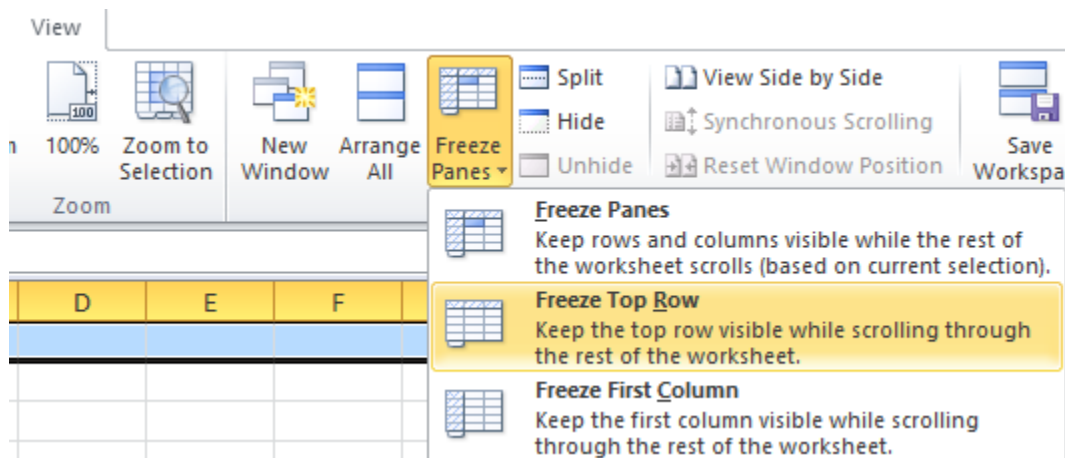 View
100
100%
Zoom to
Selection
New
Window
Arrange
All
Freeze
Panes
Split
Hide
Unhide
View Side by Side
Synchronous Scrolling
Reset Window Position
Save
Workspa
Zoom
Freeze Panes
Keep rows and columns visible while the rest of
the worksheet scrolls (based on current selection).
D E F
Freeze Top Row
Keep the top row visible while scrolling through
the rest of the worksheet.
Freeze First Column
Keep the first column visible while scrolling
through the rest of the worksheet.